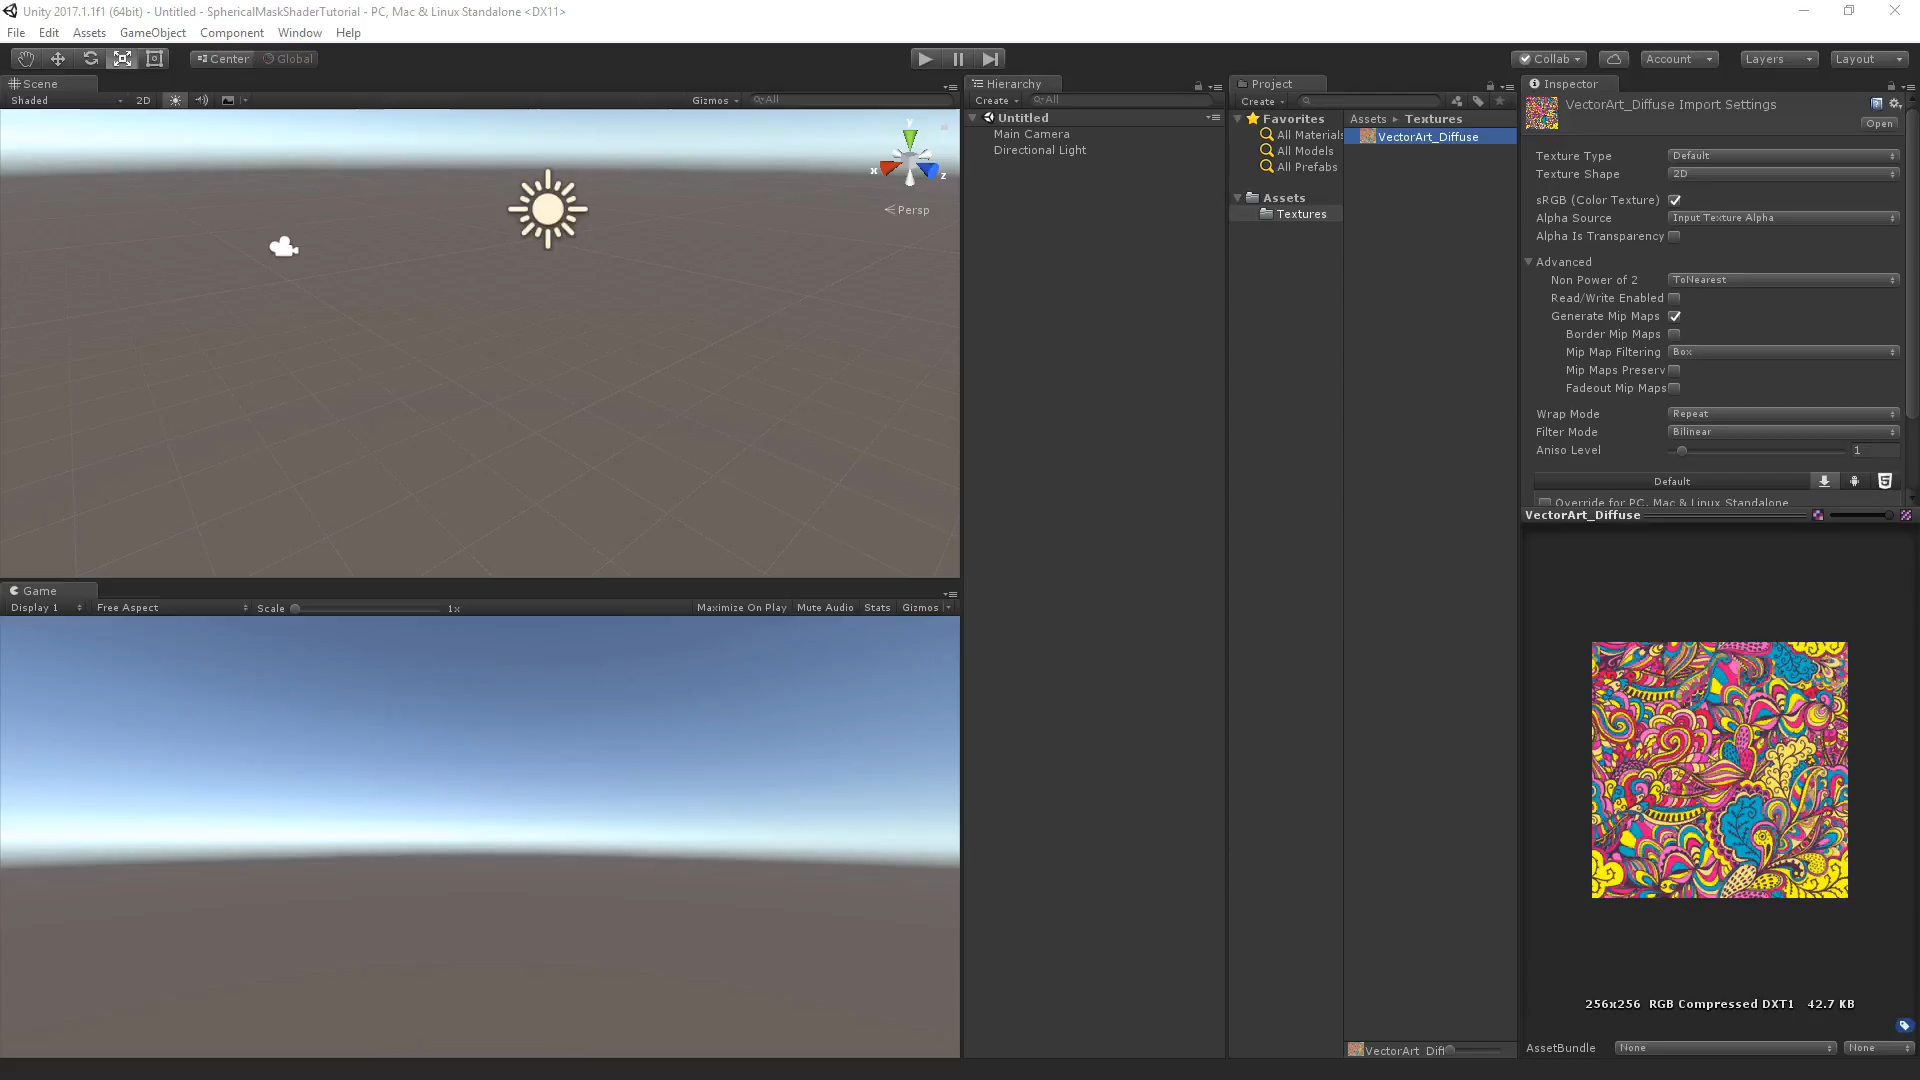 Unity 2017.1.1f1 (64bit) - Untitled - SphericalMaskShaderTutorial - PC, Mac & Linux Standalone <DX11>
File Edit Assets GameObject Component Window Help
Center Global
Collab Account Layers Layout
Scene
Shaded 2D Gizmos All
y
x z
Persp
Game
Display 1 Free Aspect Scale 1x Maximize On Play Mute Audio Stats Gizmos
Hierarchy
Create All
Untitled
Main Camera
Directional Light
Project
Create
Favorites
All Materials
All Models
All Prefabs
Assets
Textures
Assets Textures
VectorArt_Diffuse
VectorArt_Diff
Inspector
VectorArt_Diffuse Import Settings
Open
Texture Type Default
Texture Shape 2D
sRGB (Color Texture)
Alpha Source Input Texture Alpha
Alpha Is Transparency
Advanced
Non Power of 2 ToNearest
Read/Write Enabled
Generate Mip Maps
Border Mip Maps
Mip Map Filtering Box
Mip Maps Preserv
Fadeout Mip Maps
Wrap Mode Repeat
Filter Mode Bilinear
Aniso Level 1
Default
Override for PC, Mac & Linux Standalone
VectorArt_Diffuse
256x256 RGB Compressed DXT1 42.7 KB
AssetBundle None None